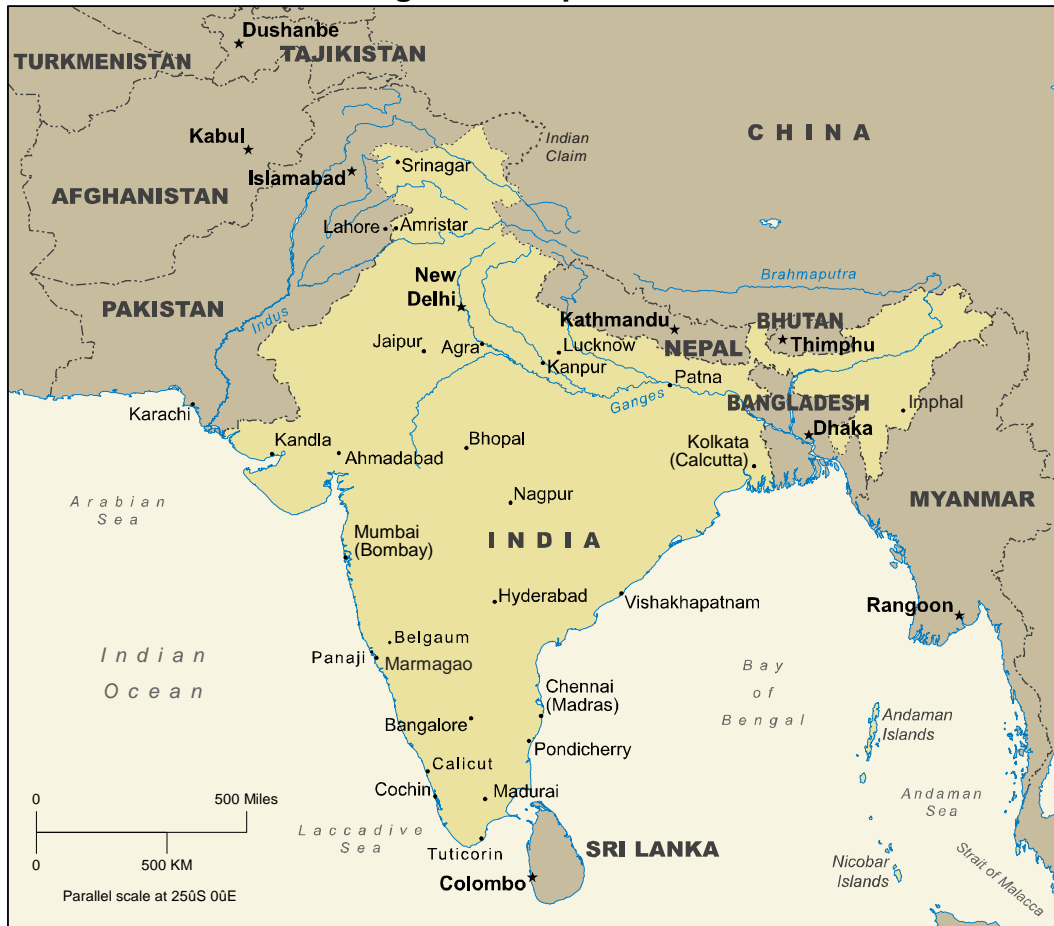 Dushanbe
TURKMENISTAN
TAJIKISTAN
CHINA
Kabul
Indian
Claim
Srinagar
Islamabad
AFGHANISTAN
Lahore
Amristar
New
Delhi
Brahmaputra
PAKISTAN
Indus
Kathmandu
BHUTAN
NEPAL
Thimphu
Jaipur
Agra
Lucknow
Kanpur
Patna
Ganges
BANGLADESH
Imphal
Karachi
Dhaka
Kandla
Ahmadabad
Bhopal
Kolkata
(Calcutta)
Arabian
Sea
Nagpur
MYANMAR
Mumbai
(Bombay)
INDIA
Hyderabad
Vishakhapatnam
Rangoon
Belgaum
Panaji
Marmagao
Indian
Ocean
Bay
of
Bengal
Chennai
(Madras)
Bangalore
Pondicherry
Andaman
Islands
Calicut
Cochin
Madurai
Andaman
Sea
0
500 Miles
0
500 KM
Parallel scale at 25ûS 0ûE
Laccadive
Sea
Tuticorin
SRI LANKA
Colombo
Nicobar
Islands
Strait of Malacca